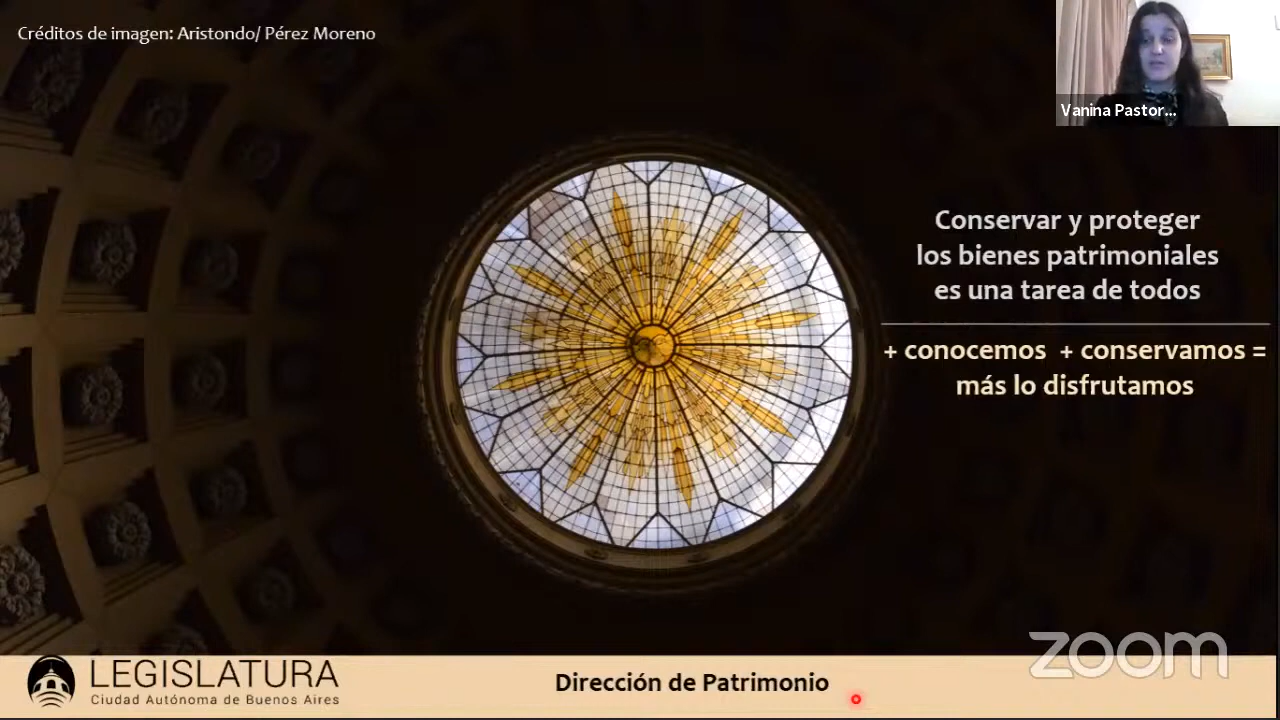 Créditos de imagen: Aristondo/ Pérez Moreno
Vanina Pastor...
Conservar y proteger
los bienes patrimoniales
es una tarea de todos
+ conocemos + conservamos =
más lo disfrutamos
zoom
LEGISLATURA
Ciudad Autónoma de Buenos Aires
Dirección de Patrimonio